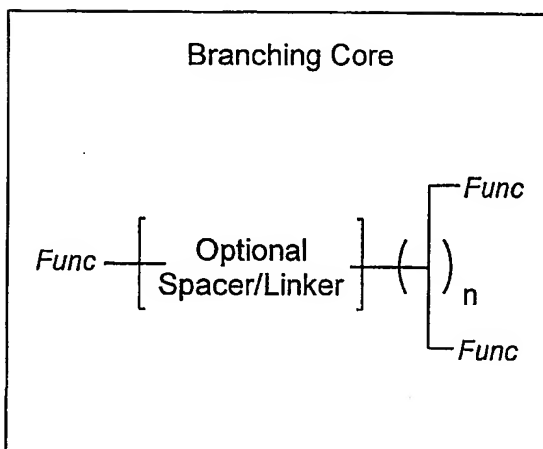 Branching Core
Func
Func
Optional
Spacer/Linker
n
Func